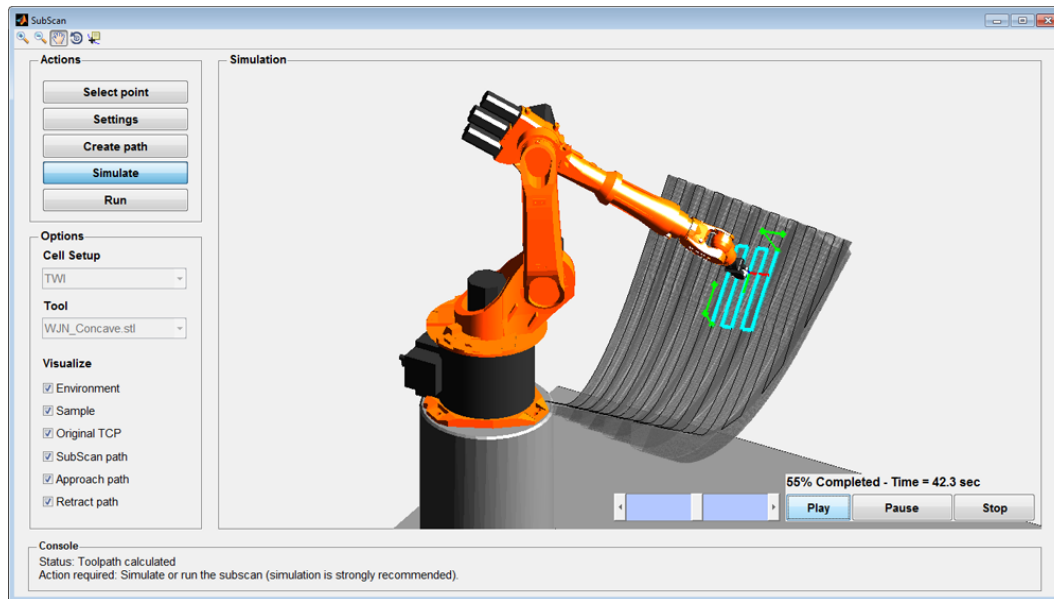 SubScan
Actions
Select point
Settings
Create path
Simulate
Run
Options
Cell Setup
TWI
Tool
WJN_Concave.stl
Visualize
Environment
Sample
Original TCP
SubScan path
Approach path
Retract path
Simulation
55% Completed - Time = 42.3 sec
Play
Pause
Stop
Console
Status: Toolpath calculated
Action required: Simulate or run the subscan (simulation is strongly recommended).